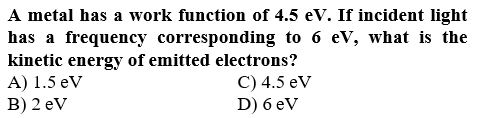 A metal has a work function of 4.5 eV. If incident light
has a frequency corresponding to 6 eV, what is the
kinetic energy of emitted electrons?
A) 1.5 eV C) 4.5 eV
B) 2 eV D) 6 eV